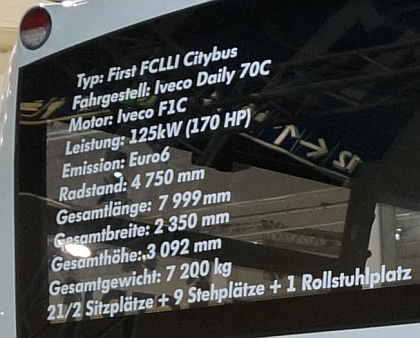 Typ: First FCLLI Citybus
Fahrgestell: Iveco Daily 70C
Motor: Iveco F1C
Leistung: 125kW (170 HP)
Emission: Euro6
Radstand: 4 750 mm
Gesamtlänge: 7 999 mm
Gesamtbreite: 2 350 mm
Gesamthöhe: 3 092 mm
Gesamtgewicht: 7 200 kg
21/2 Sitzplätze + 9 Stehplätze + 1 Rollstuhlplatz